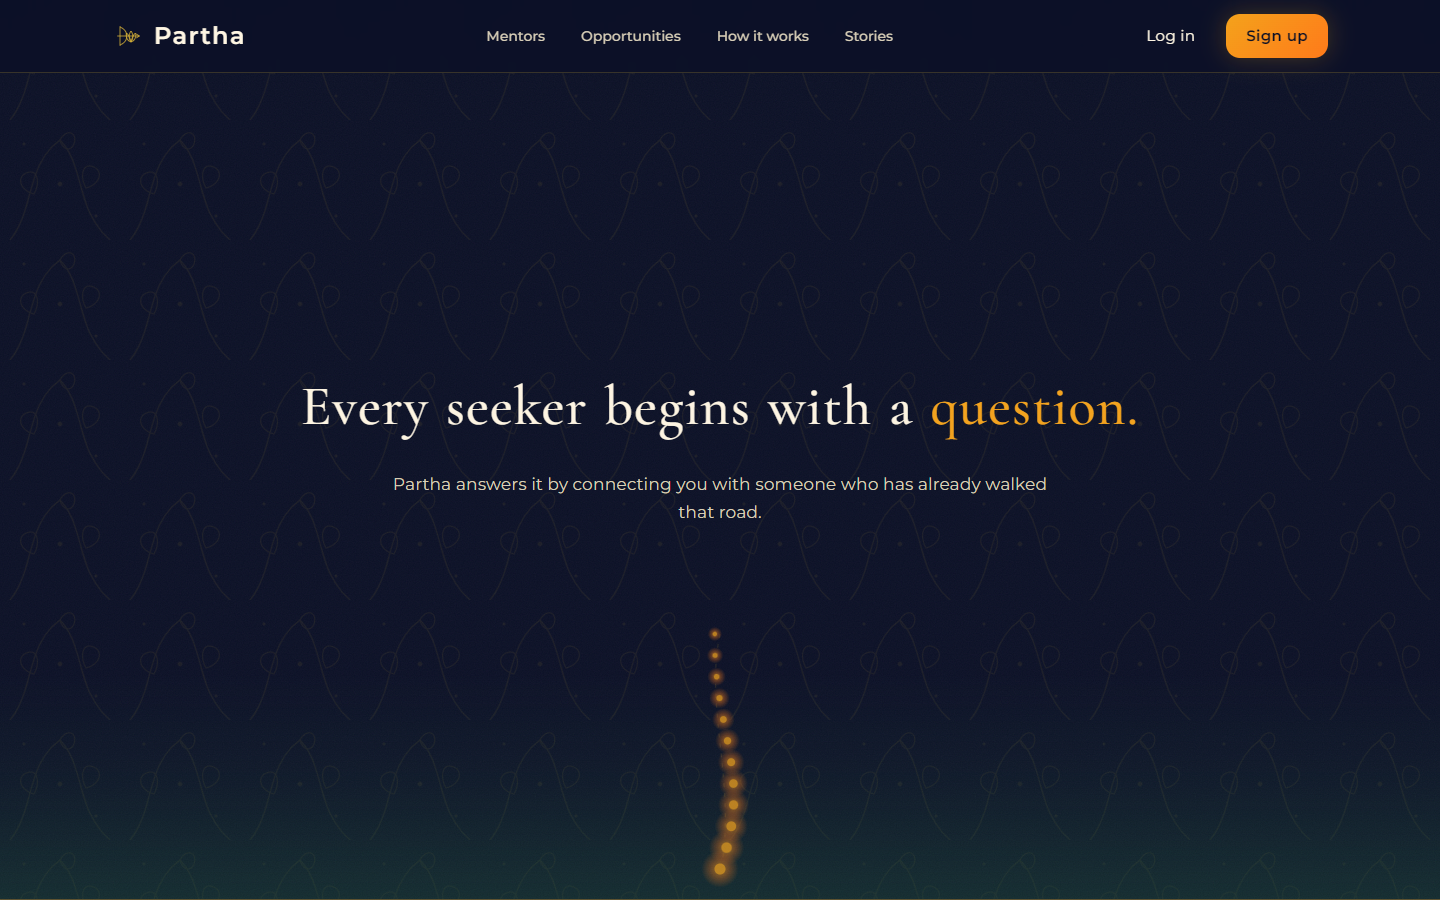 Partha
Mentors
Opportunities
How it works
Stories
Log in
Sign up
Every seeker begins with a question.
Partha answers it by connecting you with someone who has already walked
that road.